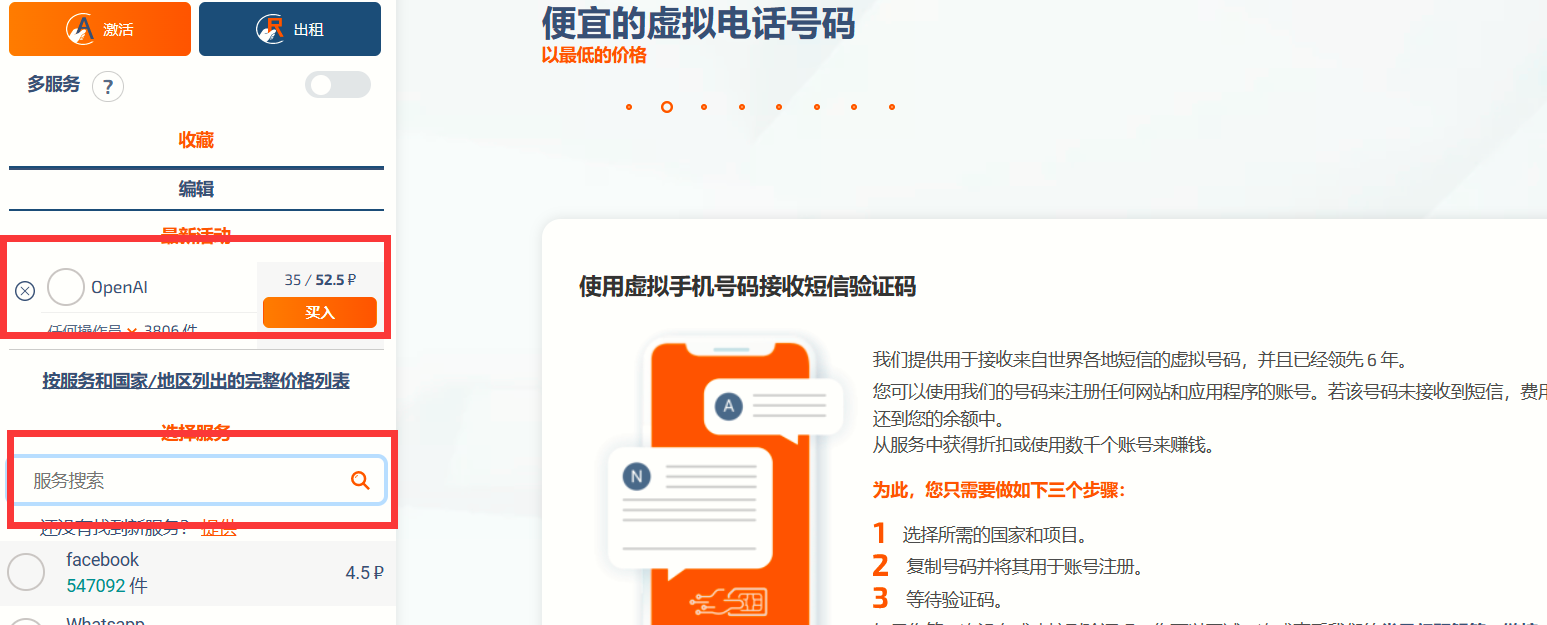 激活
出租
多服务 ?
收藏
编辑
最新活动
OpenAI
35 / 52.5 ₽
买入
任何操作员 3806 件
按服务和国家/地区列出的完整价格列表
选择服务
服务搜索
还没有找到新服务？ 提供
facebook
547092 件
4.5 ₽
Whatsapp
便宜的虚拟电话号码
以最低的价格
使用虚拟手机号码接收短信验证码
A
N
我们提供用于接收来自世界各地短信的虚拟号码，并且已经领先 6 年。
您可以使用我们的号码来注册任何网站和应用程序的账号。若该号码未接收到短信，费用
还到您的余额中。
从服务中获得折扣或使用数千个账号来赚钱。
为此，您只需要做如下三个步骤：
1 选择所需的国家和项目。
2 复制号码并将其用于账号注册。
3 等待验证码。